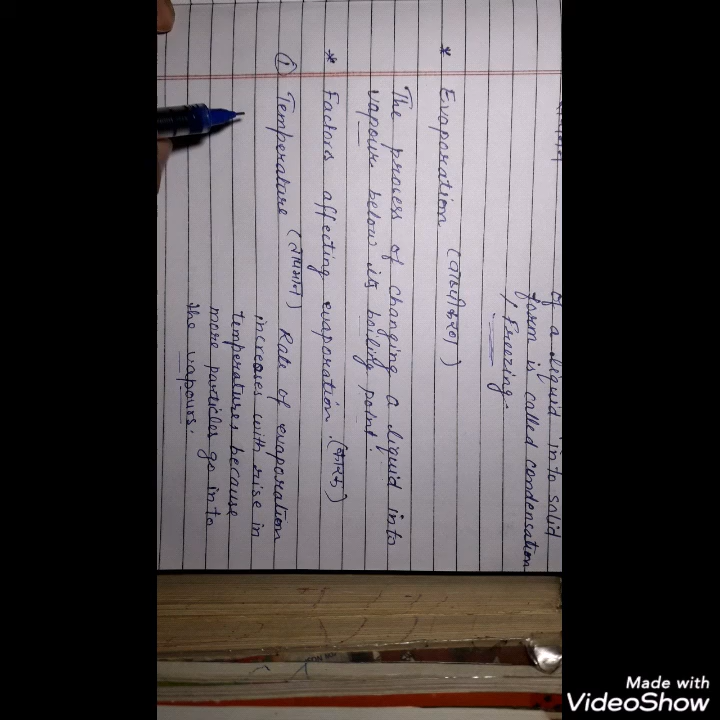 of a liquid into solid
form is called condensation
/ Freezing.
* Evaporation (वाष्पीकरण)
The process of changing a liquid into
vapour below its boiling point.
* Factors affecting evaporation. (कारक)
① Temperature (तापमान) Rate of evaporation
increases with rise in
temperatures because
more particles go into
the vapours.
Made with
VideoShow